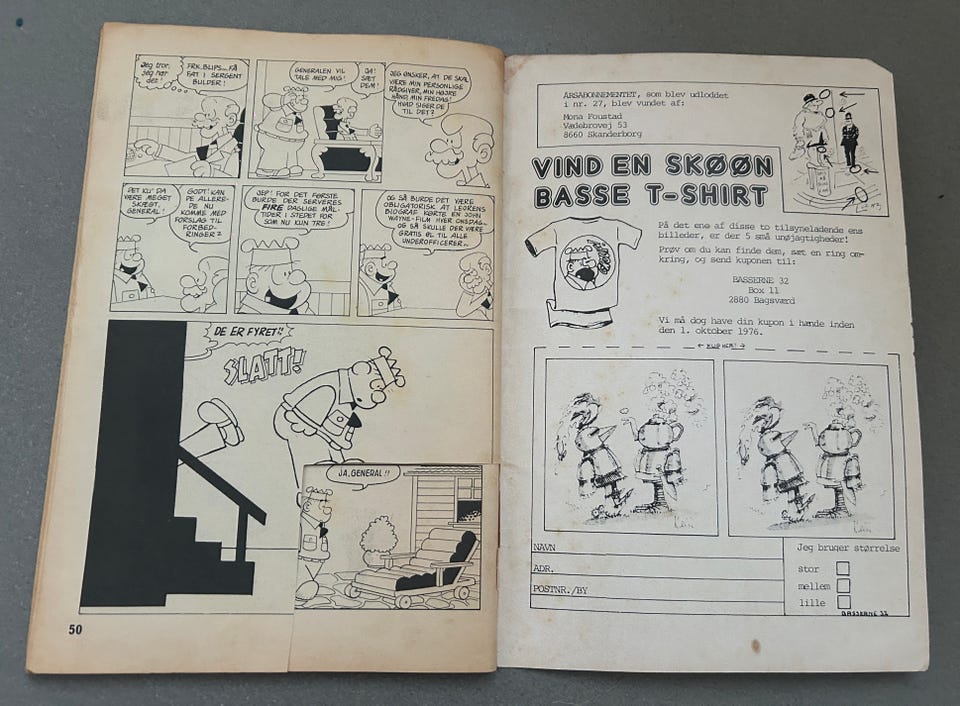 Jeg tror,
jeg har
det!
FRK. BLIPS... FÅ
FAT I SERGENT
BULDER!
GENERALEN VIL
TALE MED MIG!
JA!
SÆT
DEM!
JEG ØNSKER, AT DE SKAL
VÆRE MIN PERSONLIGE
RÅDGIVER, MIN HØJRE
HÅND, MIN FREDAG!
HVAD SIGER DE
TIL DET?
DET KU' DA
VÆRE MEGET
SKÆGT,
GENERAL!
GODT! KAN
DE ALLERE-
DE NU
KOMME MED
FORSLAG TIL
FORBED-
RINGER?
JEP! FOR DET FØRSTE
BURDE DER SERVERES
FIRE DAGLIGE MÅL-
TIDER I STEDET FOR
SOM NU KUN TRE!
OG SÅ BURDE DET VÆRE
OBLIGATORISK AT LEJRENS
BIOGRAF KØRTE EN JOHN
WAYNE-FILM HVER ONSDAG..
OG SÅ SKULLE DER VÆRE
GRATIS ØL TIL ALLE
UNDEROFFICERER...
DE ER FYRET!!
SLATT!!
JA, GENERAL!!
50
ÅRSABONNEMENTET, som blev udloddet
i nr. 27, blev vundet af:
Mona Foustad
Vædebrovej 53
8660 Skanderborg
VIND EN SKØØN
BASSE T-SHIRT
På det ene af disse to tilsyneladende ens
billeder, er der 5 små unøjagtigheder!
Prøv om du kan finde dem, sæt en ring om-
kring, og send kuponen til:
BASSERNE 32
Box 11
2880 Bagsværd
Vi må dog have din kupon i hænde inden
den 1. oktober 1976.
← KLIP HER! →
NAVN
ADR.
POSTNR./BY
Jeg bruger størrelse
stor
mellem
lille
BASSERNE 32